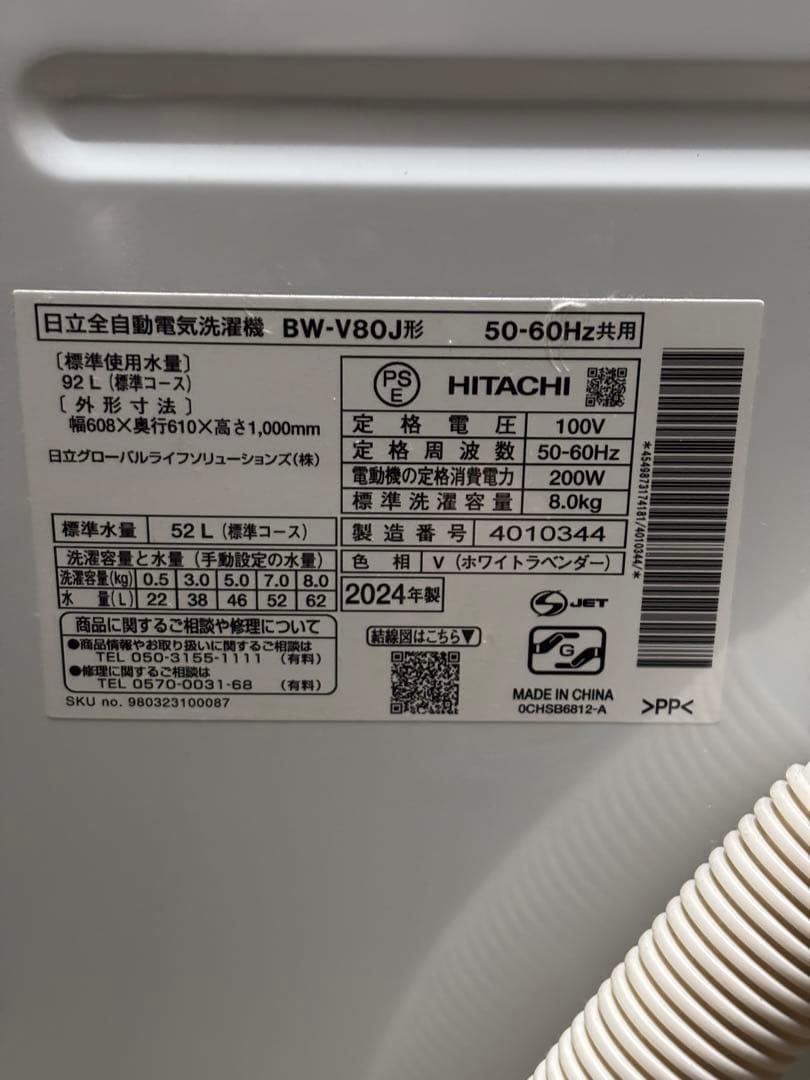 日立全自動電気洗濯機 BW-V80J形 50-60Hz共用
〔標準使用水量〕
92 L (標準コース)
〔外形寸法〕
幅608×奥行610×高さ1,000mm
日立グローバルライフソリューションズ(株)
PS
E
HITACHI
定格電圧 100V
定格周波数 50-60Hz
電動機の定格消費電力 200W
標準洗濯容量 8.0kg
製造番号 4010344
色相 V (ホワイトラベンダー)
2024年製
標準水量 52 L (標準コース)
洗濯容量と水量 (手動設定の水量)
洗濯容量(kg) 0.5 3.0 5.0 7.0 8.0
水量(L) 22 38 46 52 62
商品に関するご相談や修理について
●商品情報やお取り扱いに関するご相談は
TEL 050-3155-1111 (有料)
●修理に関するご相談は
TEL 0570-0031-68 (有料)
SKU no. 980323100087
結線図はこちら▼
JET
G
MADE IN CHINA
0CHSB6812-A
>PP<
*4549873174181/4010344/*